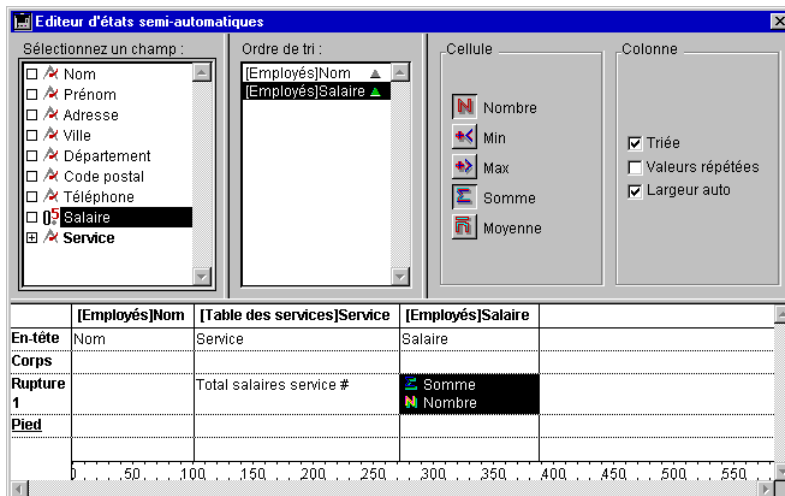 Editeur d'états semi-automatiques
Sélectionnez un champ :
Nom
Prénom
Adresse
Ville
Département
Code postal
Téléphone
Salaire
Service
Ordre de tri :
[Employés]Nom
[Employés]Salaire
Cellule
Nombre
Min
Max
Somme
Moyenne
Colonne
Triée
Valeurs répétées
Largeur auto
[Employés]Nom [Table des services]Service [Employés]Salaire
En-tête Nom Service Salaire
Corps
Rupture 1 Total salaires service # Somme
Nombre
Pied
0 50 100 150 200 250 300 350 400 450 500 550